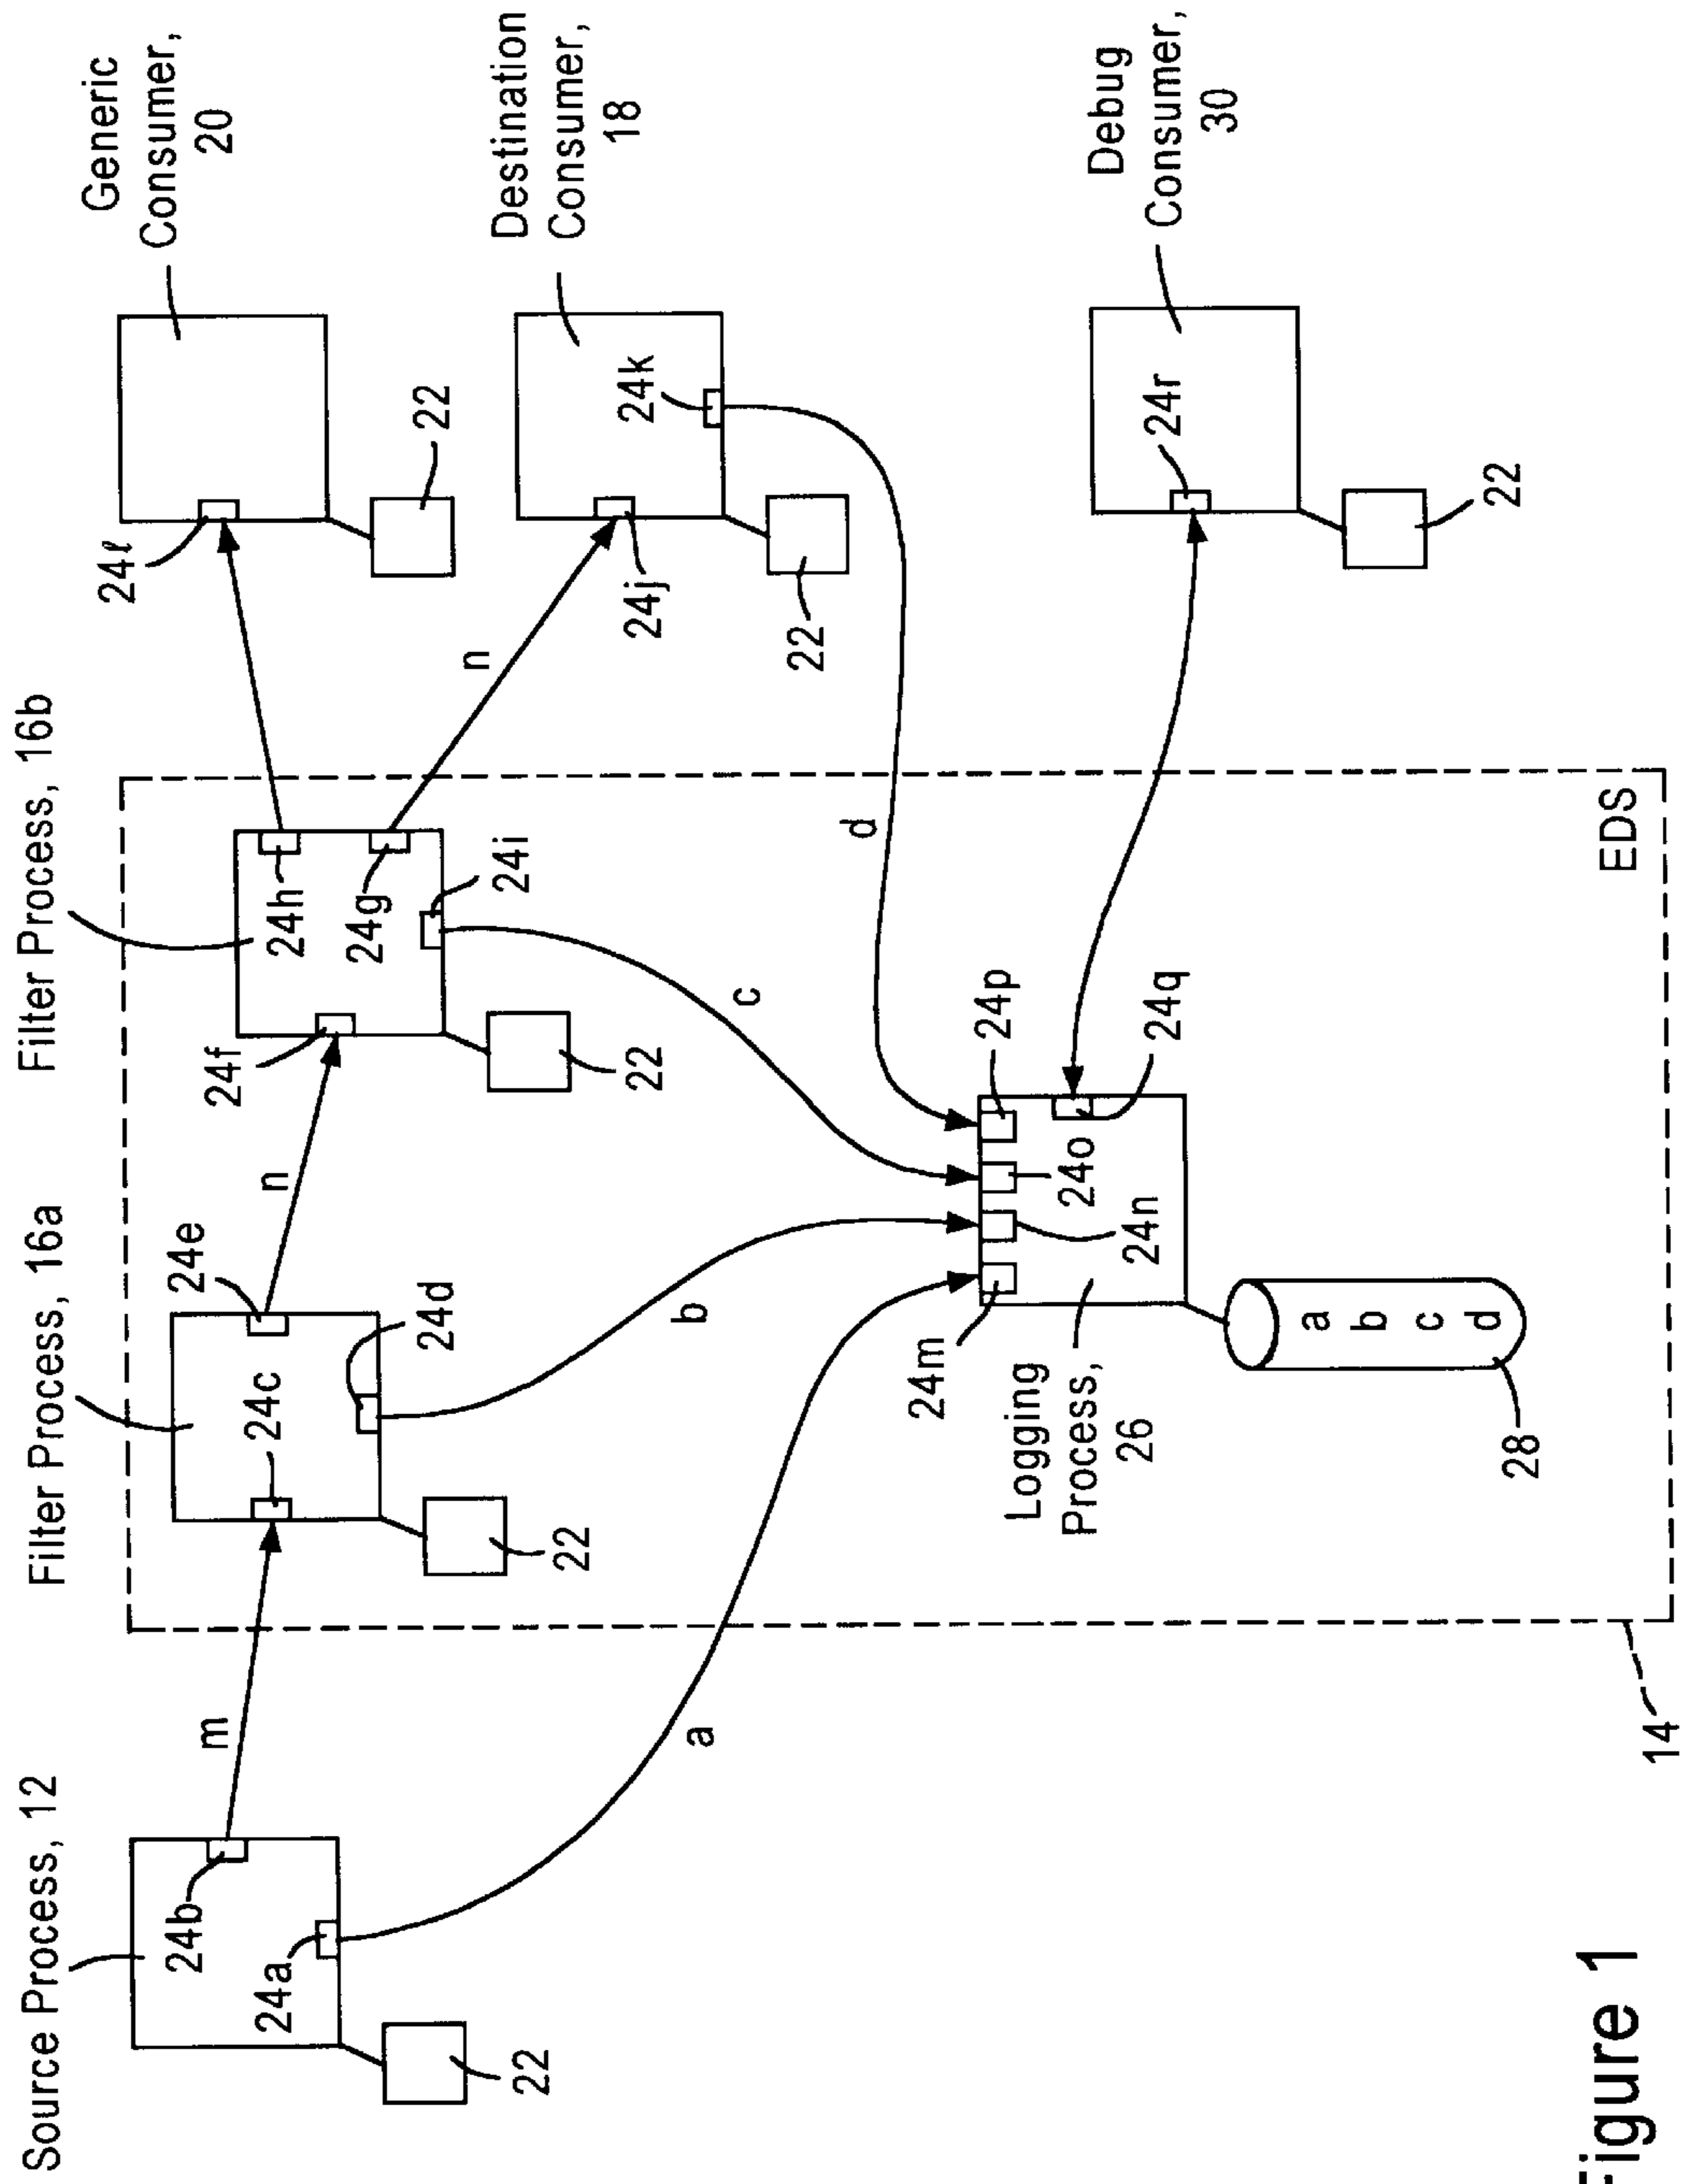 Source Process, 12
Filter Process, 16a
Filter Process, 16b
Generic
Consumer,
20
Destination
Consumer,
18
Debug
Consumer,
30
24b
24a
22
m
a
24c
24e
24d
22
n
b
24f
24h
24g
24i
22
c
n
24ℓ
22
24j
24k
22
d
24r
22
24m
24n
24o
24p
24q
Logging
Process,
26
a
b
c
d
28
EDS
14
Figure 1